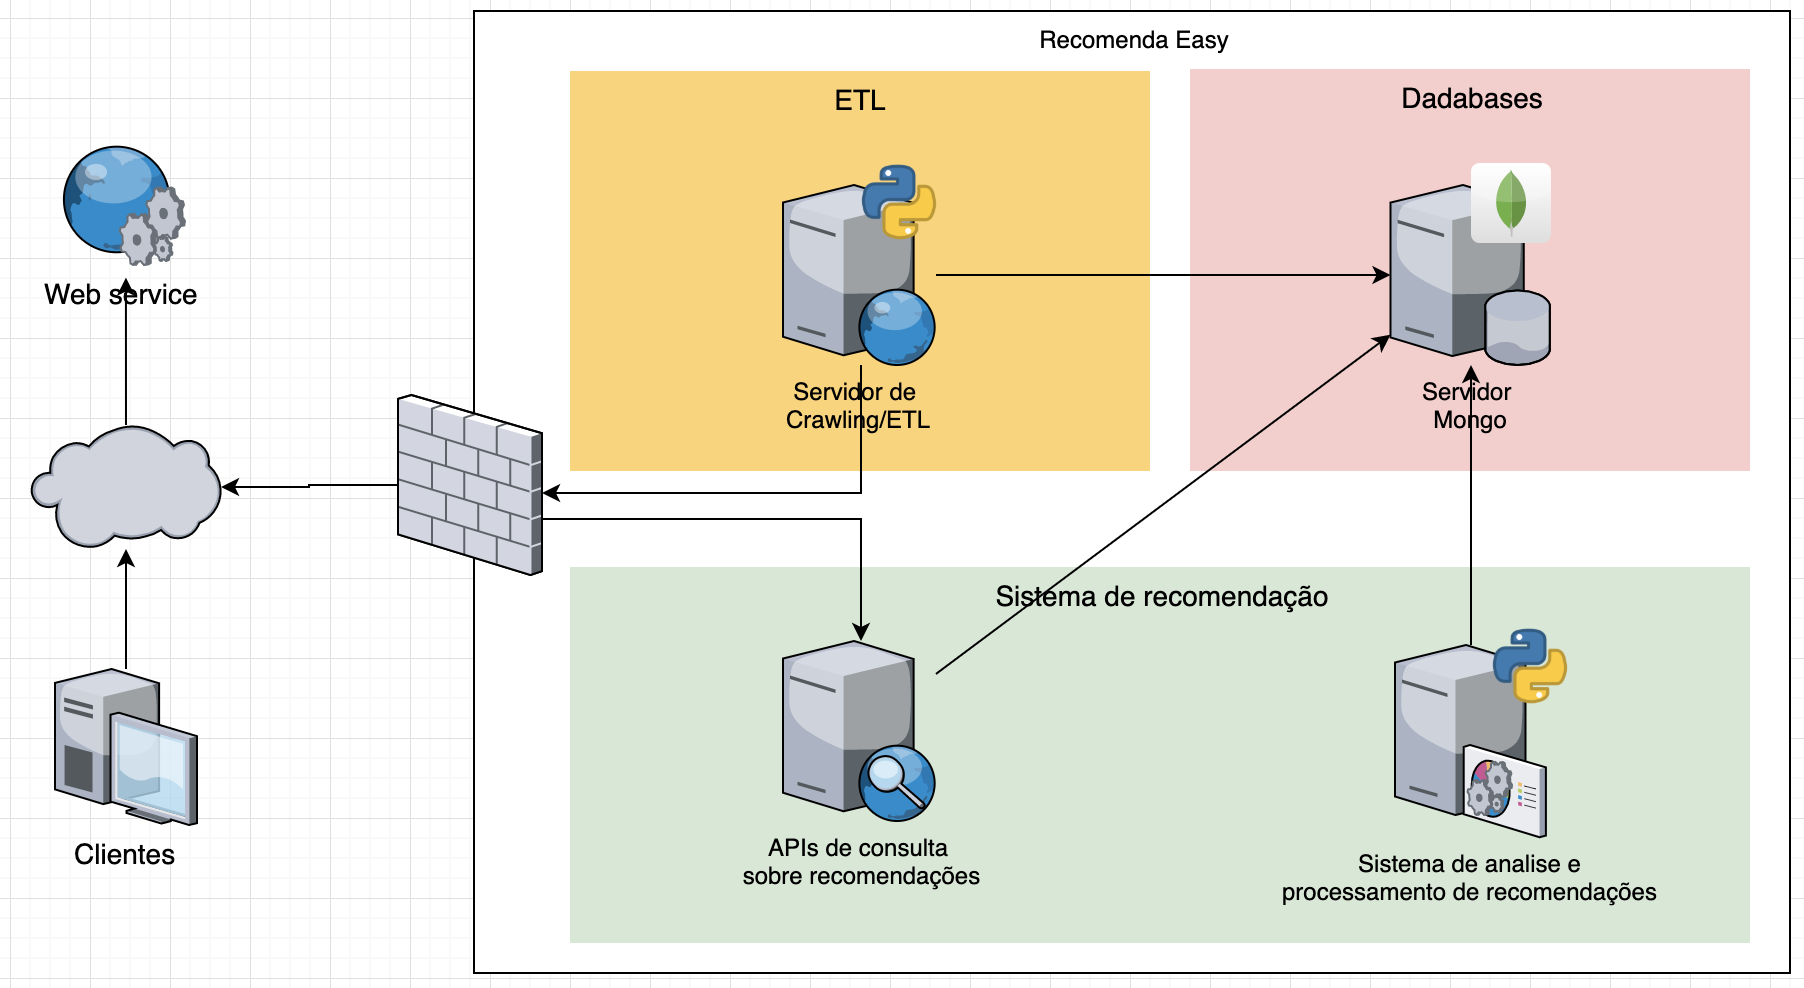 Recomenda Easy
ETL
Dadabases
Web service
Servidor de
Crawling/ETL
Servidor
Mongo
Sistema de recomendação
Clientes
APIs de consulta
sobre recomendações
Sistema de analise e
processamento de recomendações